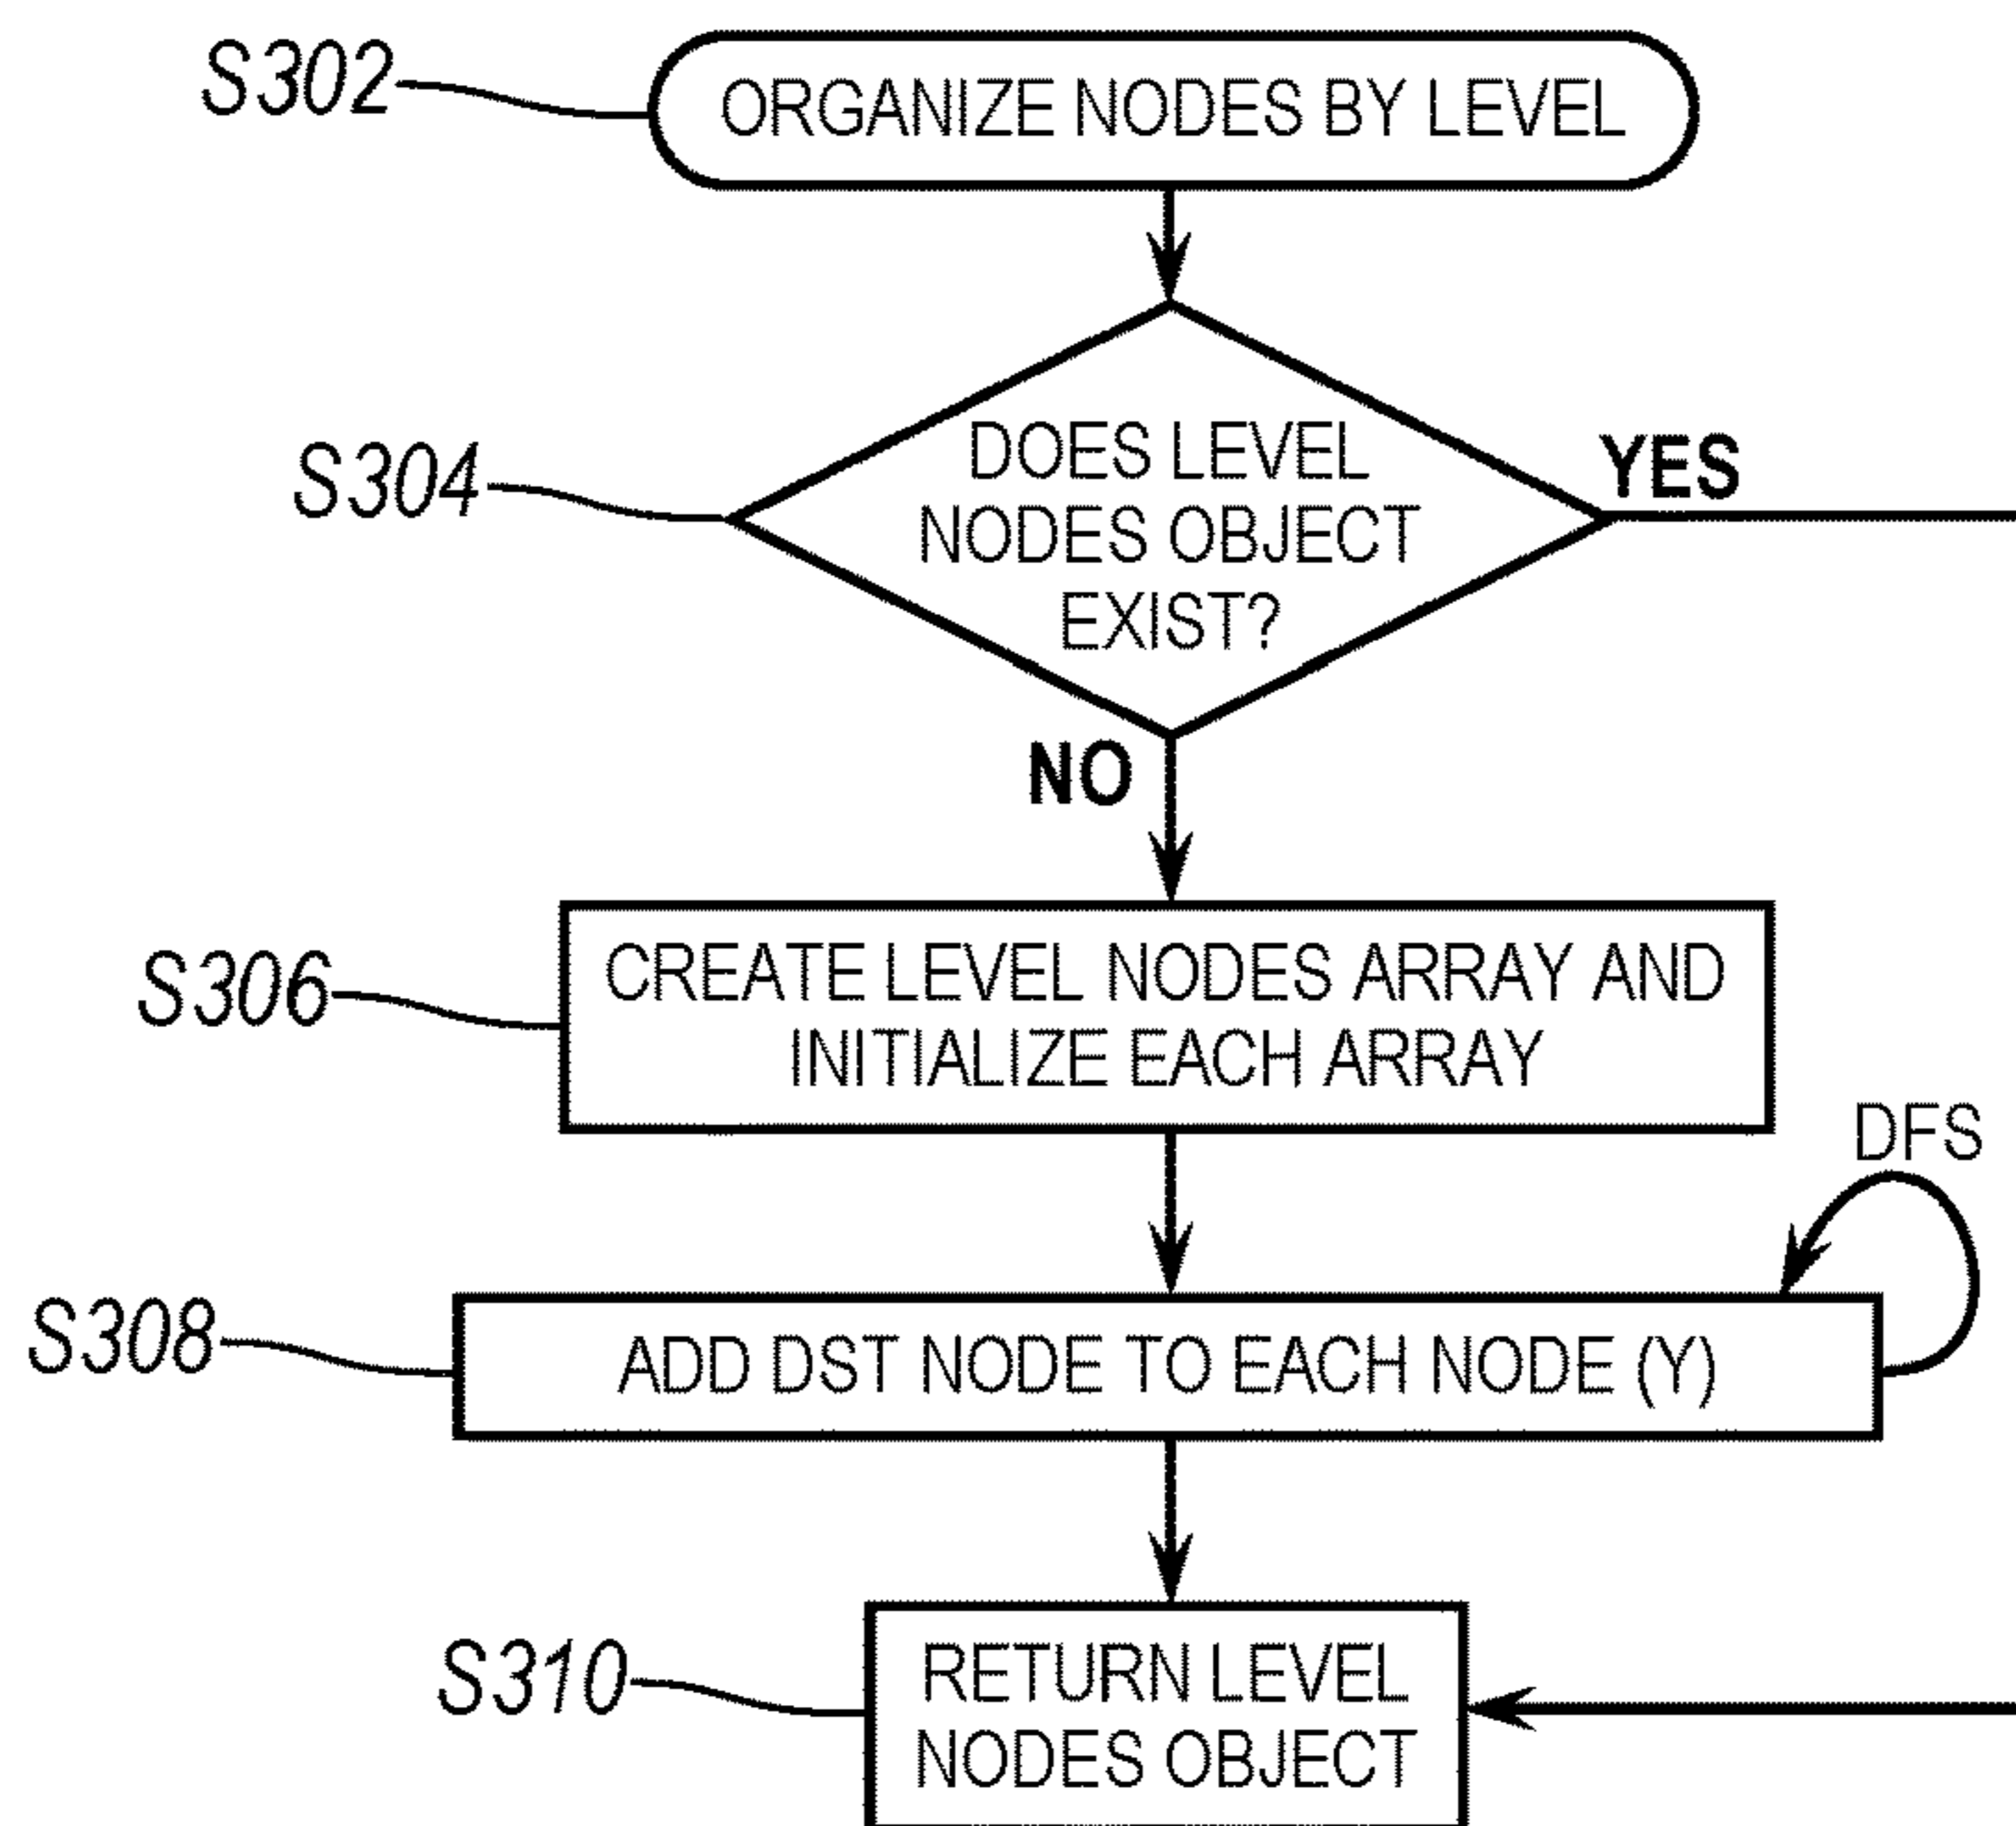 S302
ORGANIZE NODES BY LEVEL
S304
DOES LEVEL
NODES OBJECT
EXIST?
YES
NO
S306
CREATE LEVEL NODES ARRAY AND
INITIALIZE EACH ARRAY
DFS
S308
ADD DST NODE TO EACH NODE (Y)
S310
RETURN LEVEL
NODES OBJECT